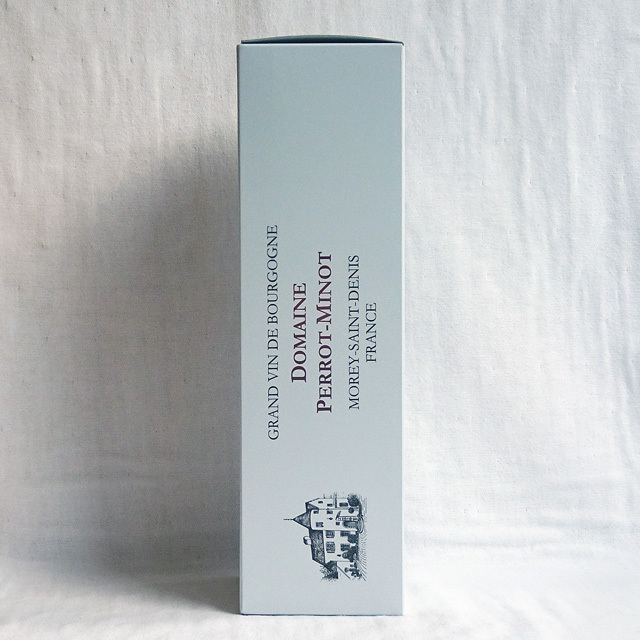 GRAND VIN DE BOURGOGNE
DOMAINE
PERROT-MINOT
MOREY-SAINT-DENIS
FRANCE